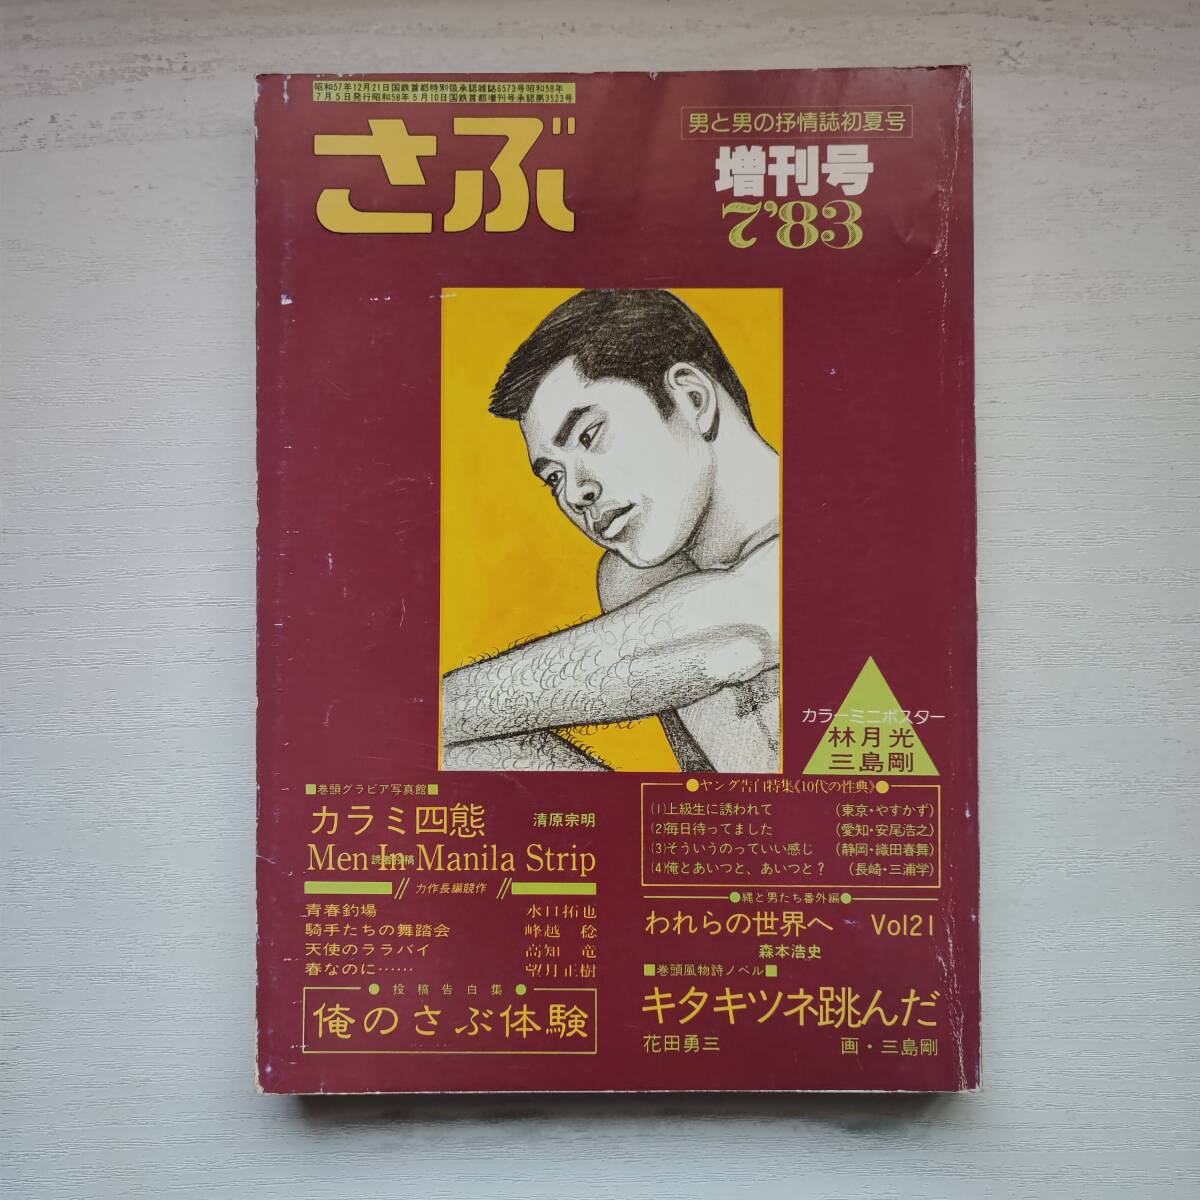 昭和57年12月21日国鉄首都特別扱承認雑誌6573号昭和58年
7月5日発行昭和58年5月10日国鉄首都増刊号承認第3523号
さぶ
男と男の抒情誌初夏号
増刊号
7'83
カラーミニポスター
林月光
三島剛
■巻頭グラビア写真館■
カラミ四態 清原宗明
読者投稿
Men In Manila Strip
力作長編競作
青春釣場 水口拓也
騎手たちの舞踏会 峰越 稔
天使のララバイ 高知 竜
春なのに…… 望月正樹
●投稿告白集●
俺のさぶ体験
●ヤング告白特集《10代の性典》●
(1)上級生に誘われて (東京・やすかず)
(2)毎日待ってました (愛知・安尾浩之)
(3)そういうのっていい感じ (静岡・織田春舞)
(4)俺とあいつと、あいつと? (長崎・三浦学)
●縄と男たち番外編●
われらの世界へ Vol21
森本浩史
■巻頭風物詩ノベル■
キタキツネ跳んだ
花田勇三 画・三島剛